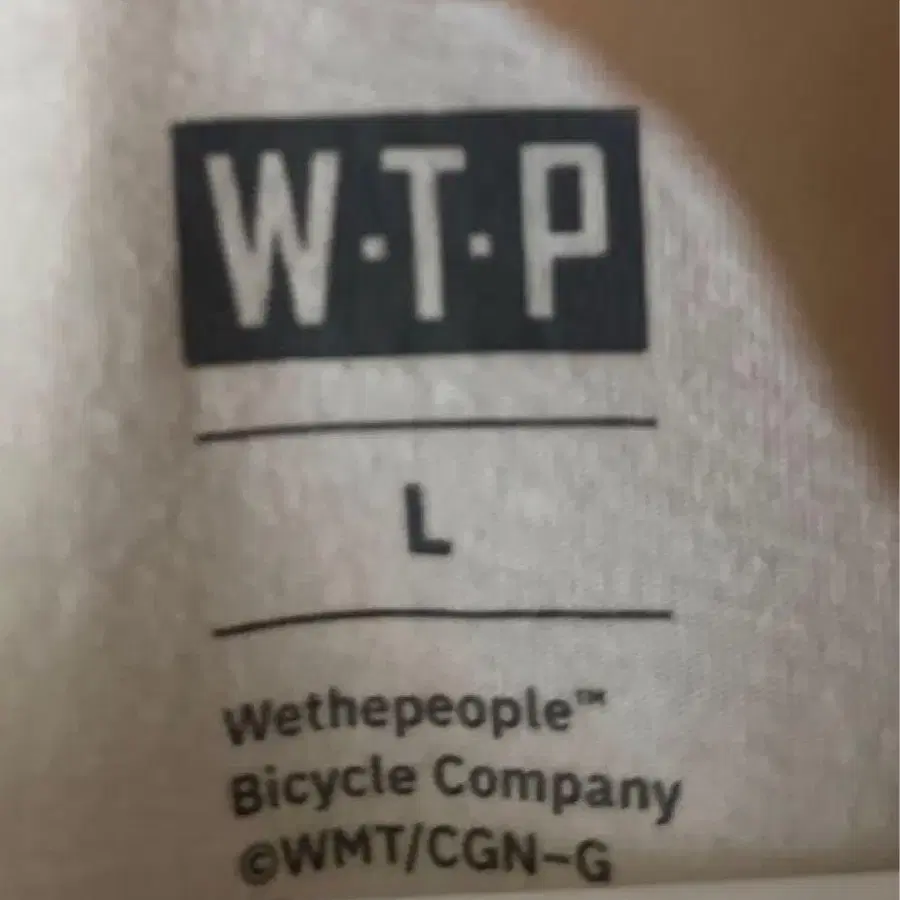 W·T·P
L
Wethepeople™
Bicycle Company
©WMT/CGN-G